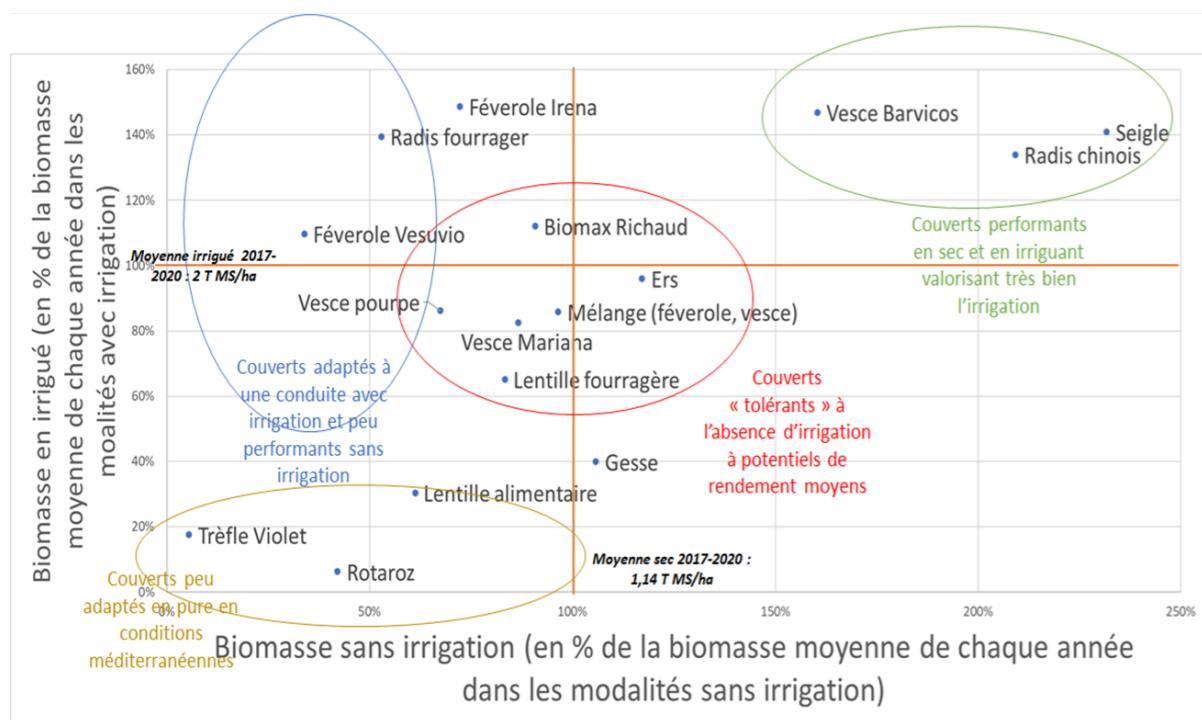 Biomasse en irrigué (en % de la biomasse
moyenne de chaque année dans les
moalités avec irrigation)
160%
140%
120%
100%
80%
60%
40%
20%
0%
Féverole Irena
Radis fourrager
Vesce Barvicos
Seigle
Radis chinois
Féverole Vesuvio
Biomax Richaud
Couverts performants
en sec et en irriguant
valorisant très bien
l'irrigation
Moyenne irrigué 2017-
2020 : 2 T MS/ha
Ers
Vesce pourpe
Mélange (féverole, vesce)
Vesce Mariana
Lentille fourragère
Couverts adaptés à
une conduite avec
irrigation et peu
performants sans
irrigation
Couverts
« tolérants » à
l'absence d'irrigation
à potentiels de
rendement moyens
Gesse
Lentille alimentaire
Trèfle Violet
Rotaroz
Moyenne sec 2017-2020 :
1,14 T MS/ha
Couverts peu
adaptés en pure en
conditions
méditerranéennes
0%
50%
100%
150%
200%
250%
Biomasse sans irrigation (en % de la biomasse moyenne de chaque année
dans les modalités sans irrigation)